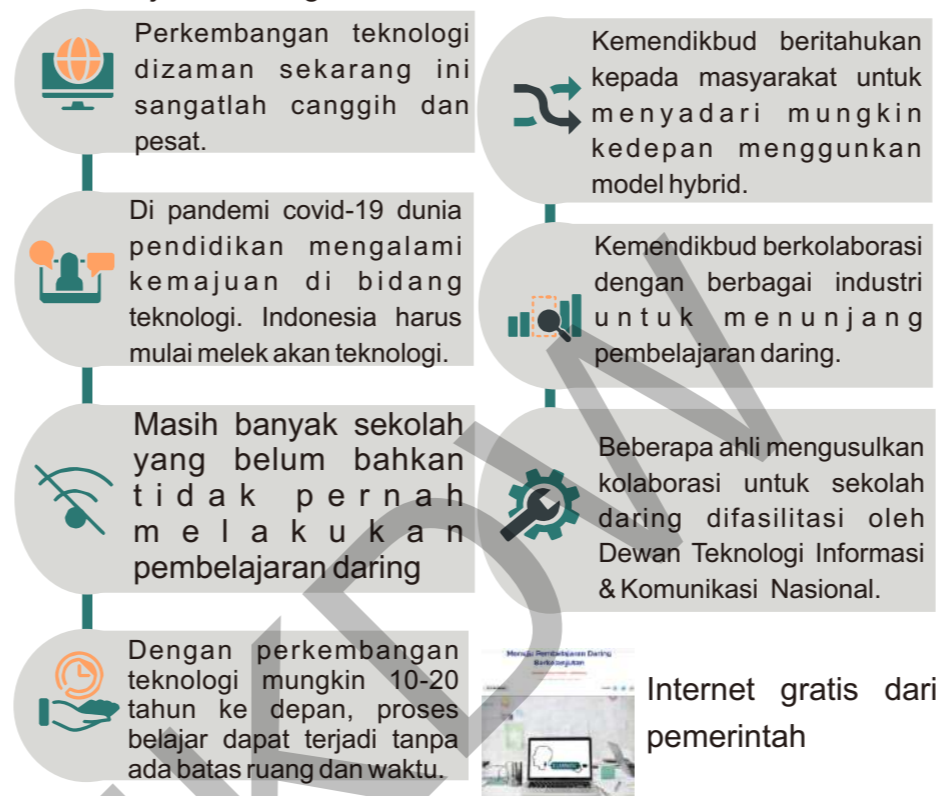 Perkembangan teknologi
dizaman sekarang ini
sangatlah canggih dan
pesat.
Di pandemi covid-19 dunia
pendidikan mengalami
kemajuan di bidang
teknologi. Indonesia harus
mulai melek akan teknologi.
Masih banyak sekolah
yang belum bahkan
tidak pernah
melakukan
pembelajaran daring
Dengan perkembangan
teknologi mungkin 10-20
tahun ke depan, proses
belajar dapat terjadi tanpa
ada batas ruang dan waktu.
Kemendikbud beritahukan
kepada masyarakat untuk
menyadari mungkin
kedepan menggunkan
model hybrid.
Kemendikbud berkolaborasi
dengan berbagai industri
untuk menunjang
pembelajaran daring.
Beberapa ahli mengusulkan
kolaborasi untuk sekolah
daring difasilitasi oleh
Dewan Teknologi Informasi
& Komunikasi Nasional.
Menuju Pembelajaran Daring
Berkelanjutan
Internet gratis dari
pemerintah